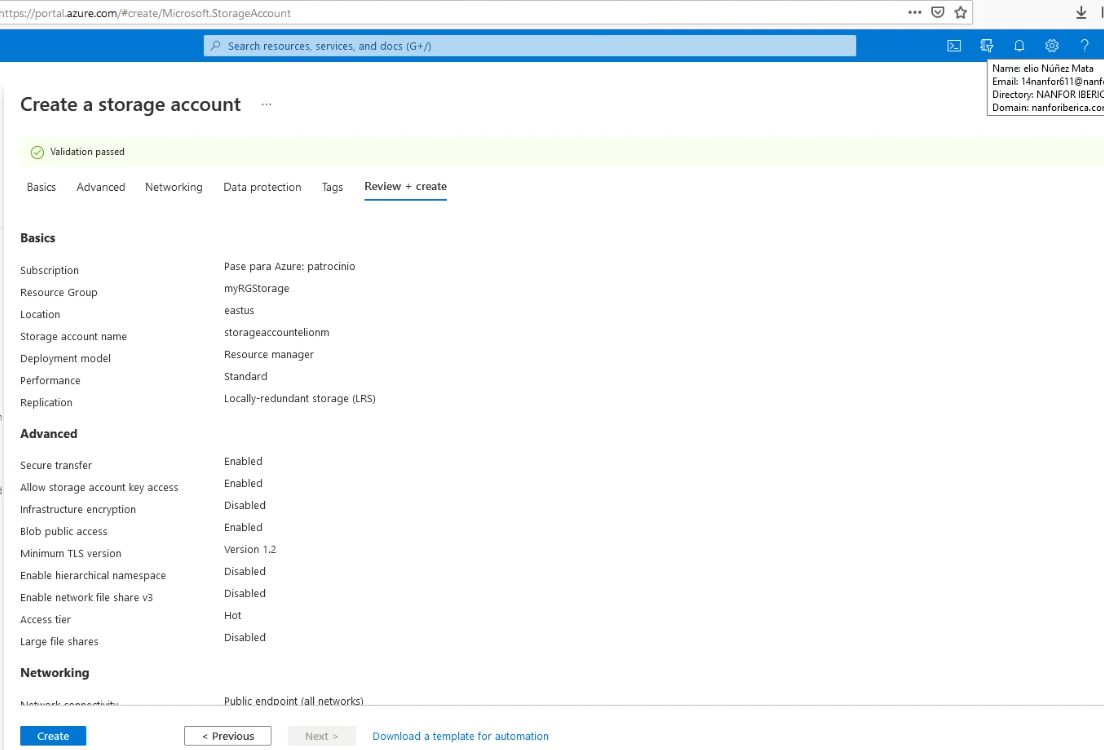 https://portal.azure.com/#create/Microsoft.StorageAccount
Search resources, services, and docs (G+/)
Name: elio Núñez Mata
Email: 14nanfor611@nanf
Directory: NANFOR IBERIC
Domain: nanforiberica.co
Create a storage account ...
Validation passed
Basics Advanced Networking Data protection Tags Review + create
Basics
Subscription Pase para Azure: patrocinio
Resource Group myRGStorage
Location eastus
Storage account name storageaccountelionm
Deployment model Resource manager
Performance Standard
Replication Locally-redundant storage (LRS)
Advanced
Secure transfer Enabled
Allow storage account key access Enabled
Infrastructure encryption Disabled
Blob public access Enabled
Minimum TLS version Version 1.2
Enable hierarchical namespace Disabled
Enable network file share v3 Disabled
Access tier Hot
Large file shares Disabled
Networking
Network connectivity Public endpoint (all networks)
Create < Previous Next > Download a template for automation